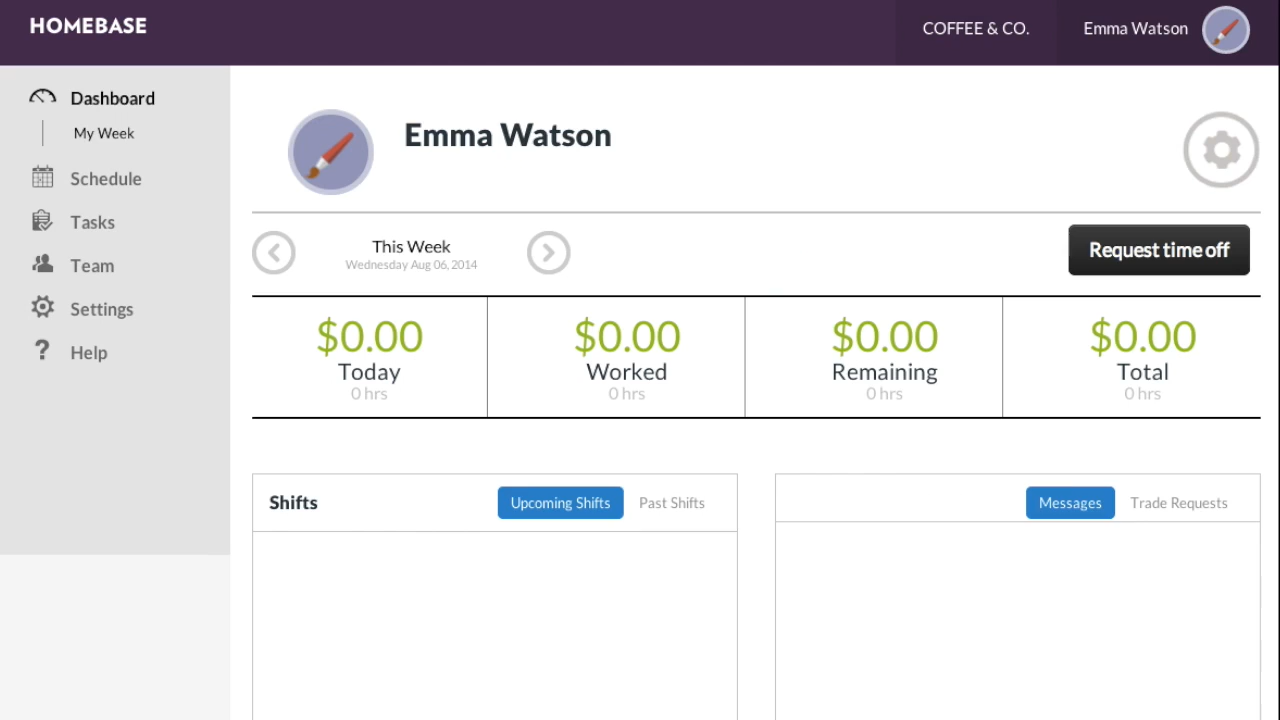 HOMEBASE
COFFEE & CO.
Emma Watson
Dashboard
My Week
Schedule
Tasks
Team
Settings
? Help
Emma Watson
This Week
Wednesday Aug 06, 2014
Request time off
$0.00 $0.00 $0.00 $0.00
Today Worked Remaining Total
0 hrs 0 hrs 0 hrs 0 hrs
Shifts Upcoming Shifts Past Shifts
Messages Trade Requests